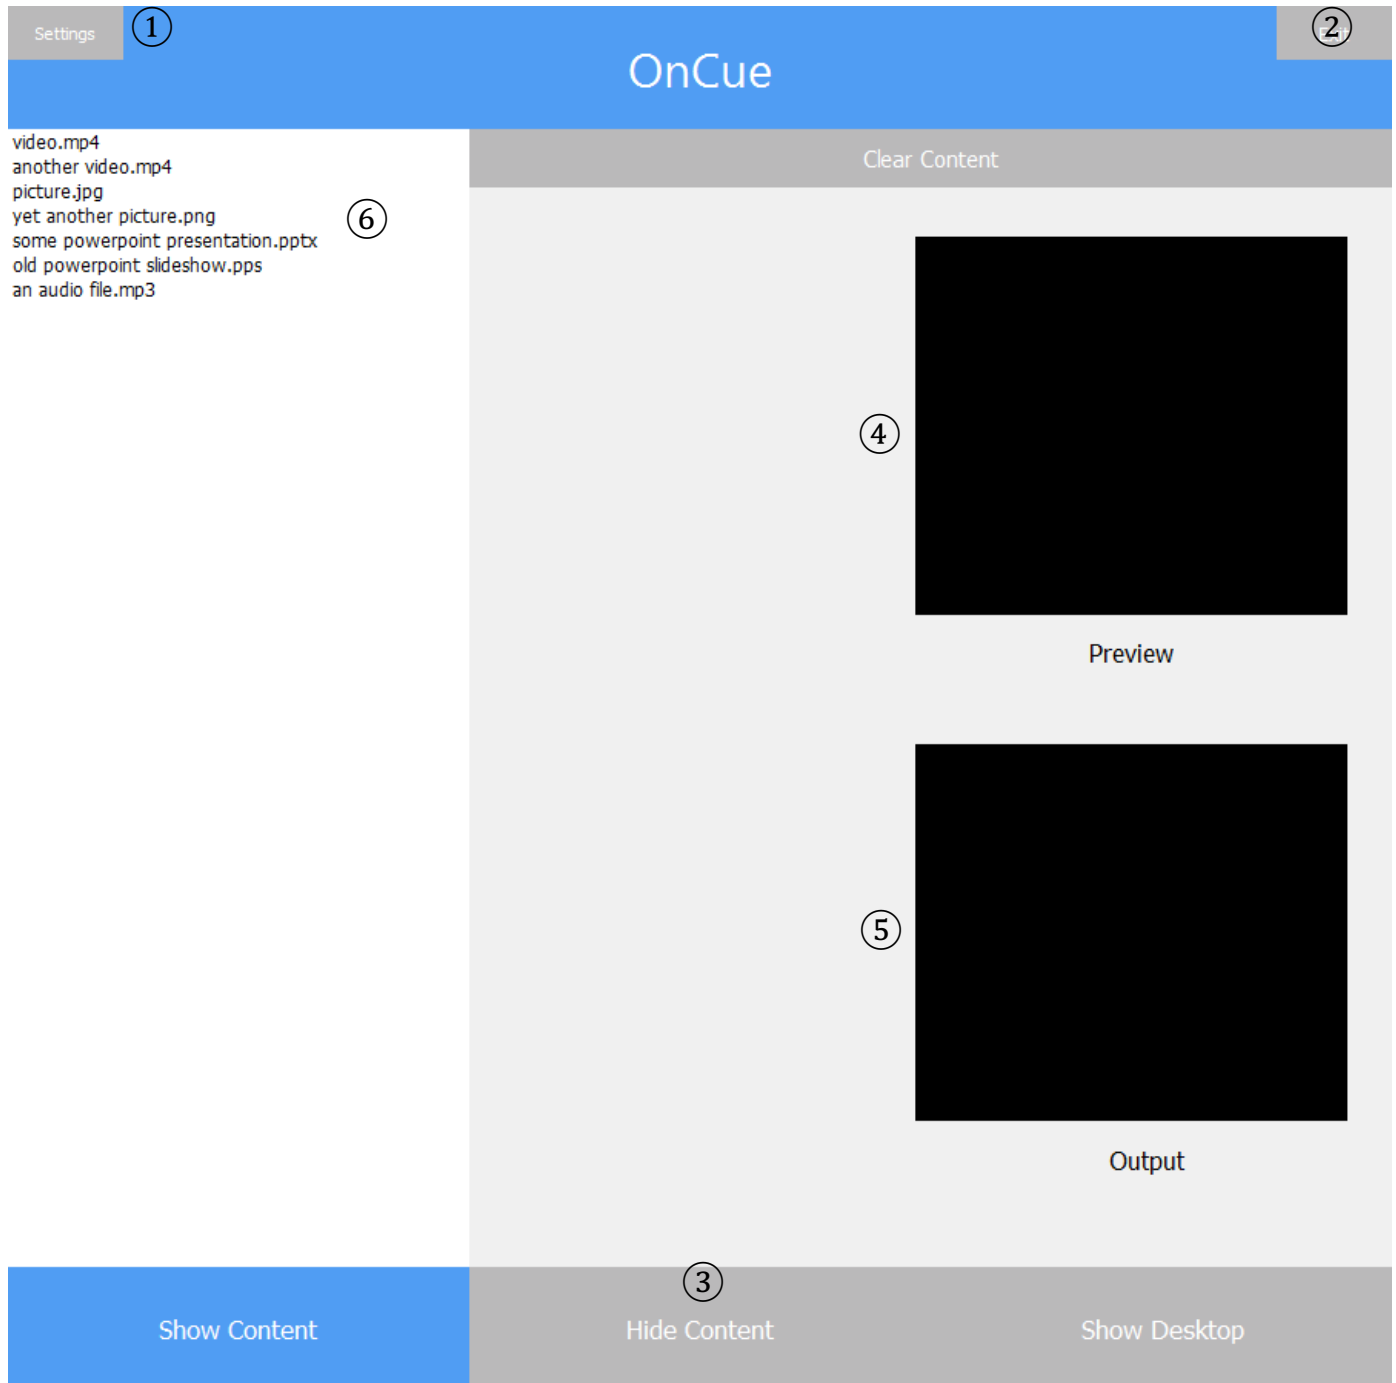 Settings
①
②
OnCue
video.mp4
another video.mp4
picture.jpg
yet another picture.png
some powerpoint presentation.pptx
old powerpoint slideshow.pps
an audio file.mp3
⑥
Clear Content
④
Preview
⑤
Output
③
Show Content
Hide Content
Show Desktop